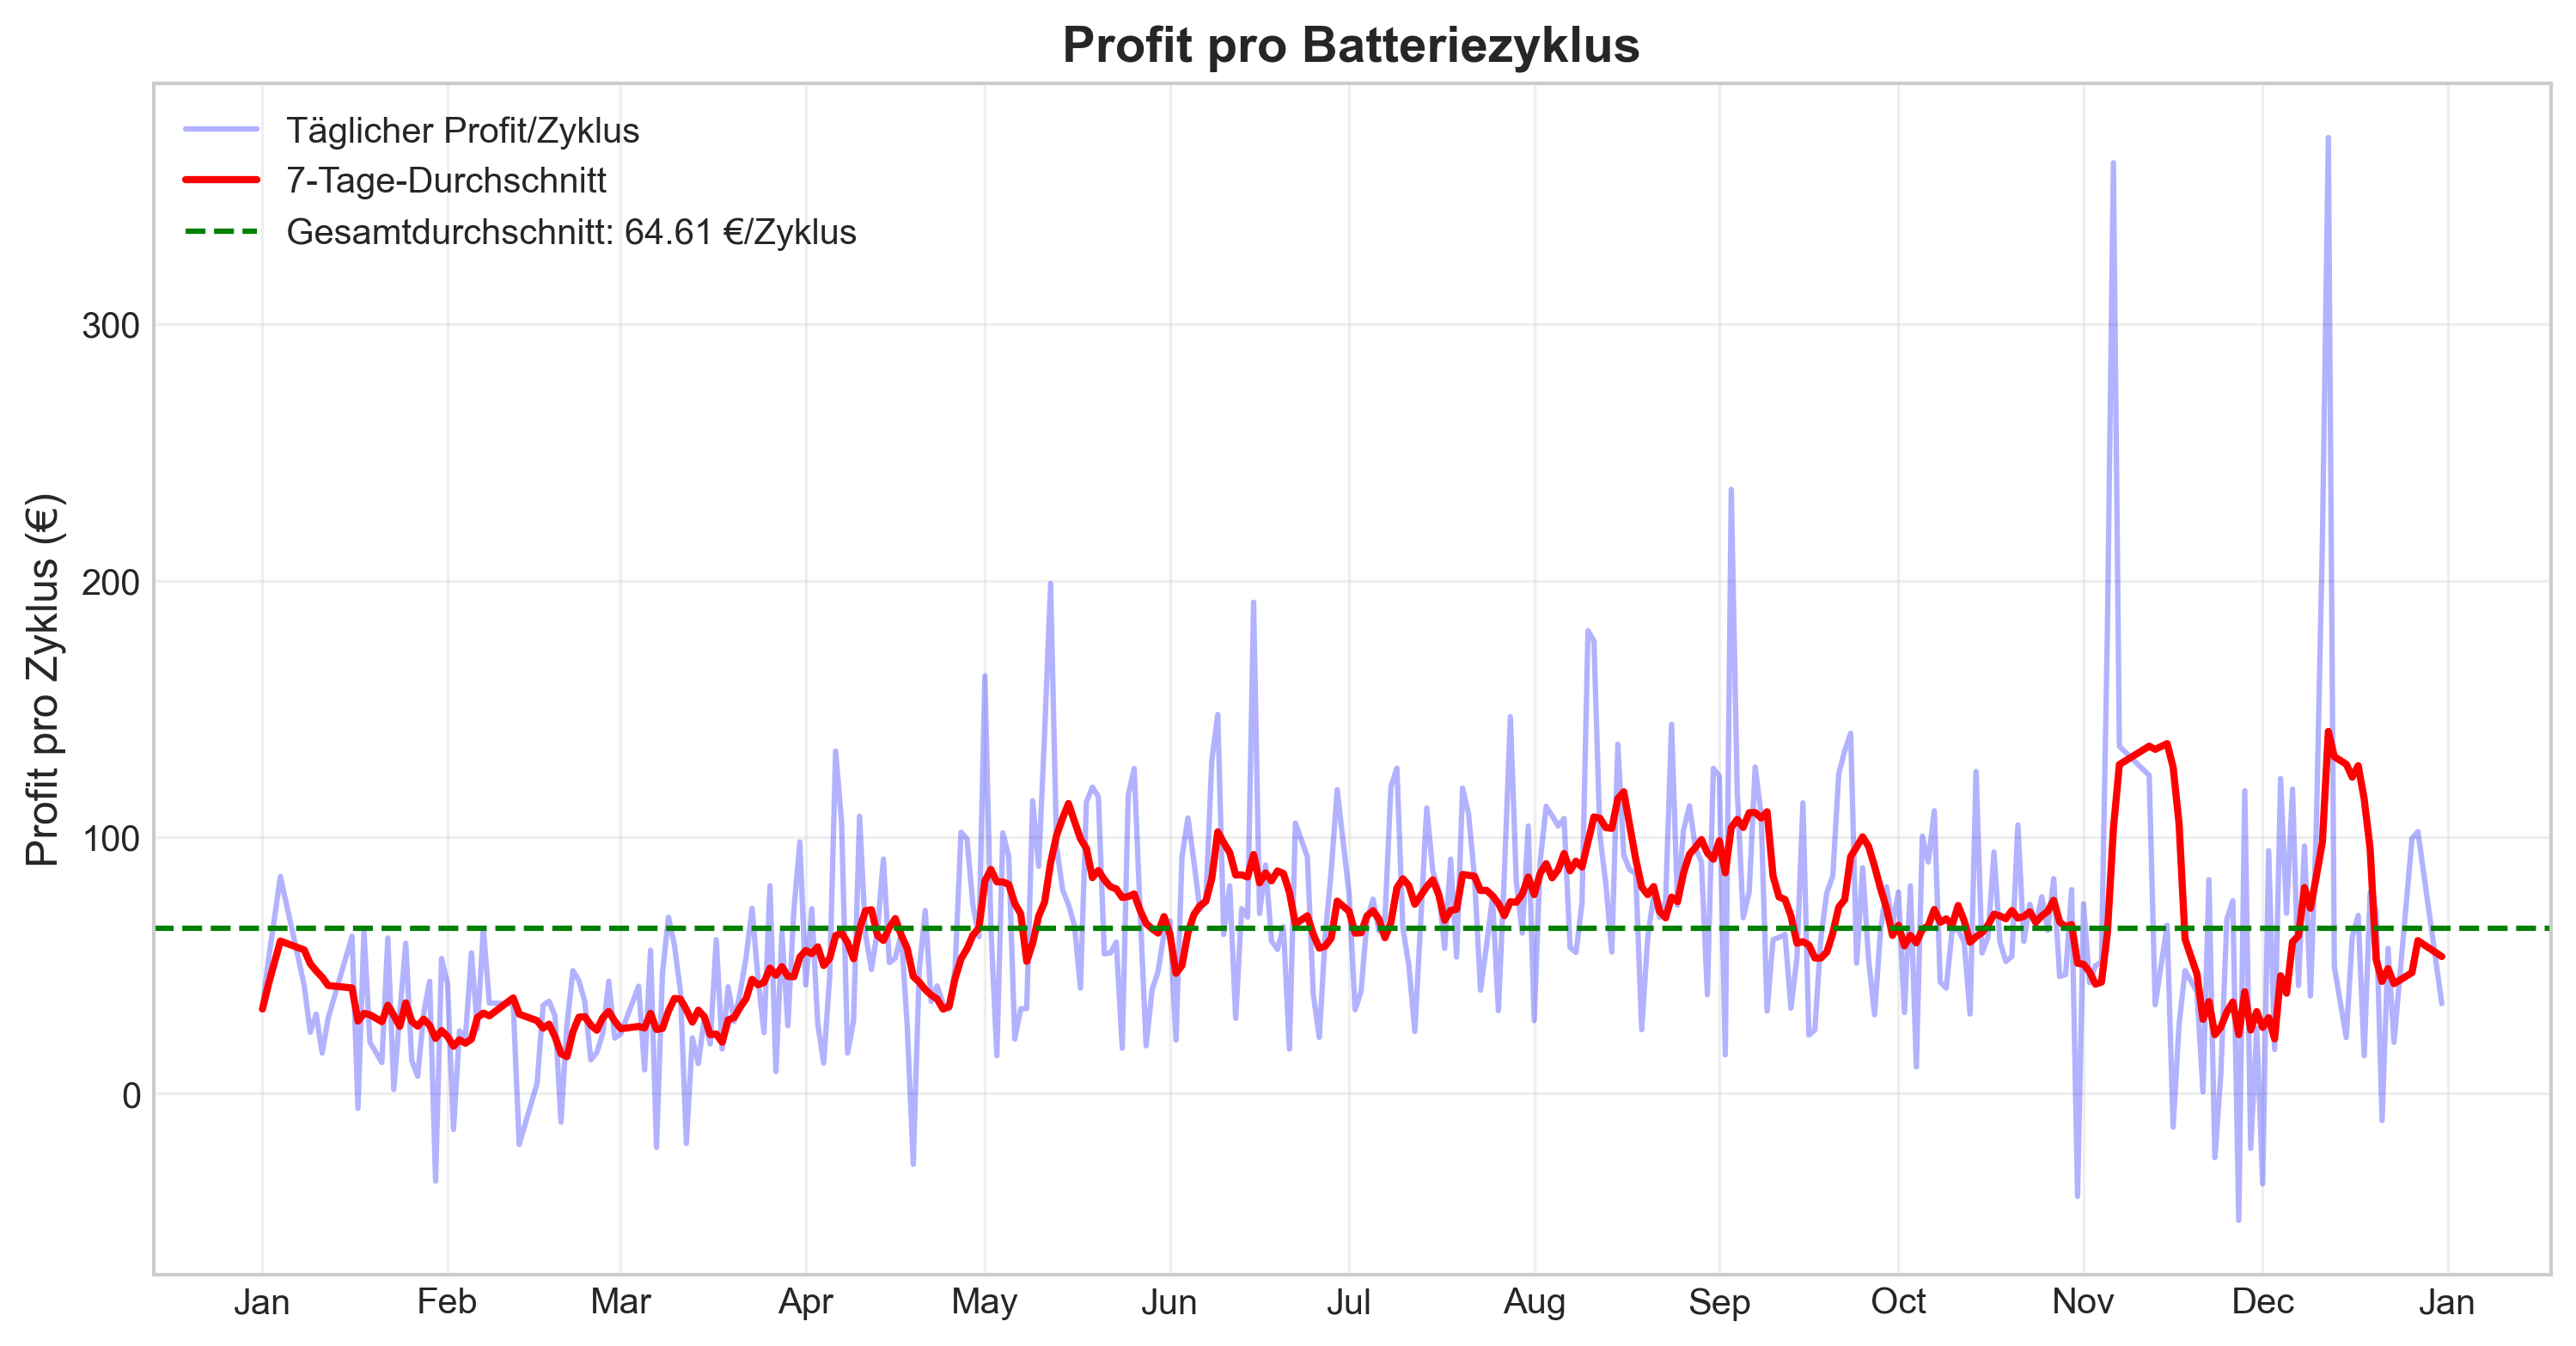 Profit pro Batteriezyklus
Täglicher Profit/Zyklus
7-Tage-Durchschnitt
Gesamtdurchschnitt: 64.61 €/Zyklus
Profit pro Zyklus (€)
300
200
100
0
Jan Feb Mar Apr May Jun Jul Aug Sep Oct Nov Dec Jan